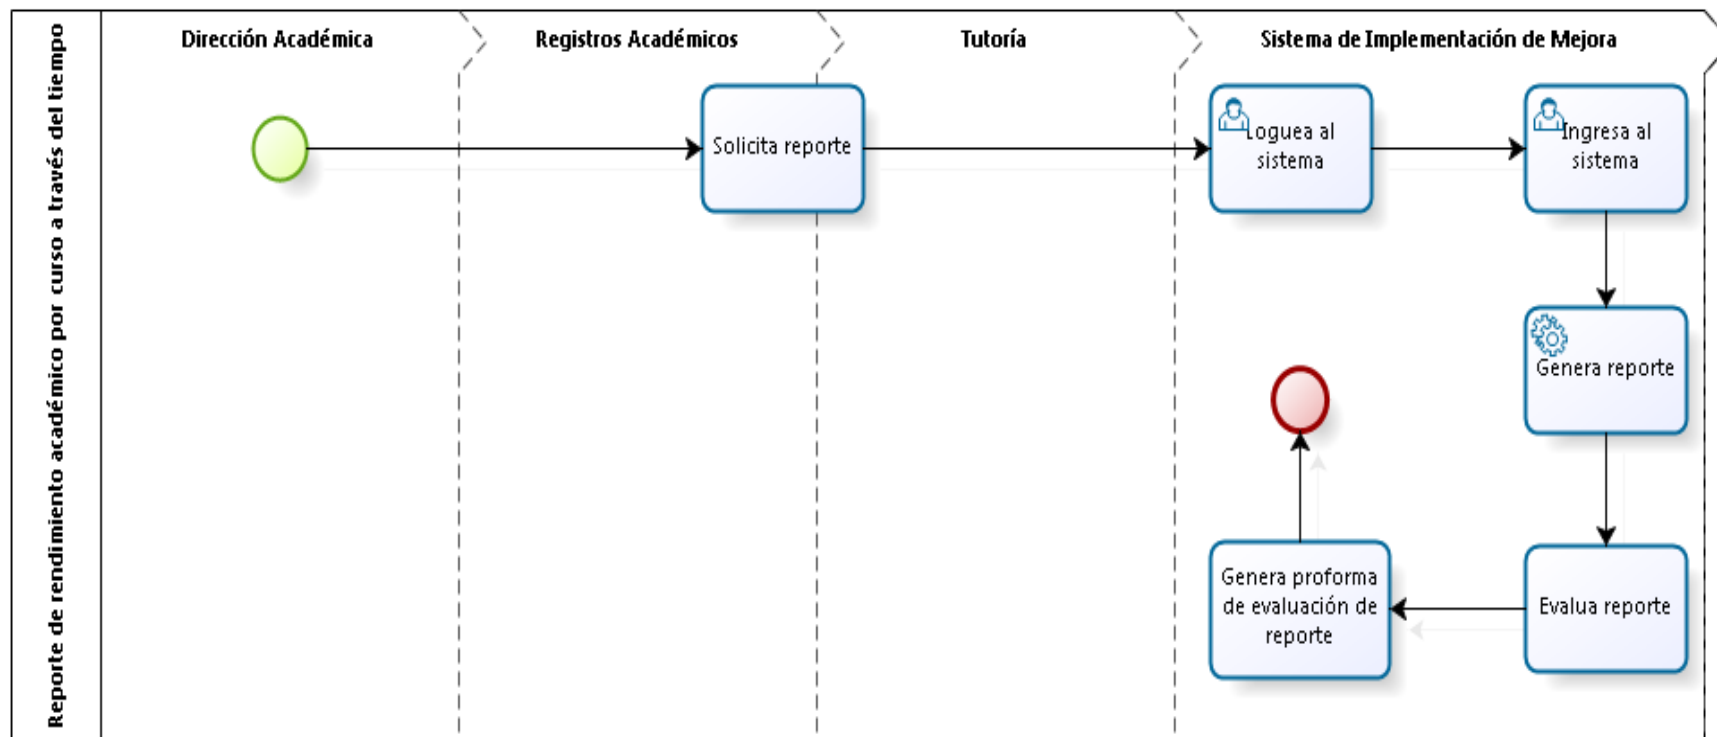 Reporte de rendimiento académico por curso a través del tiempo
Dirección Académica
Registros Académicos
Tutoría
Sistema de Implementación de Mejora
Solicita reporte
Loguea al
sistema
Ingresa al
sistema
Genera reporte
Evalua reporte
Genera proforma
de evaluación de
reporte